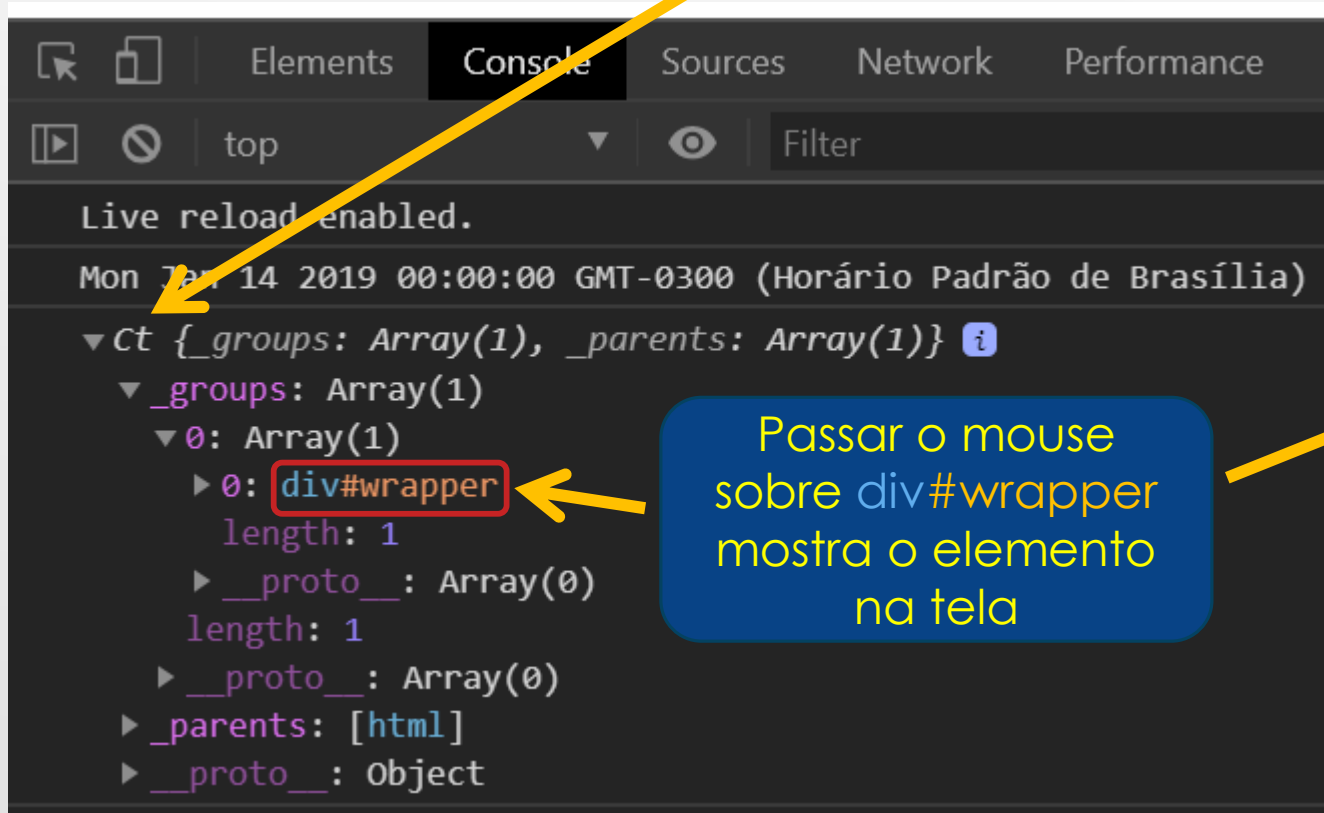 Elements Console Sources Network Performance
top Filter
Live reload enabled.
Mon Jan 14 2019 00:00:00 GMT-0300 (Horário Padrão de Brasília)
Ct {_groups: Array(1), _parents: Array(1)} i
_groups: Array(1)
0: Array(1)
0: div#wrapper
length: 1
__proto__: Array(0)
length: 1
__proto__: Array(0)
_parents: [html]
__proto__: Object
Passar o mouse
sobre div#wrapper
mostra o elemento
na tela